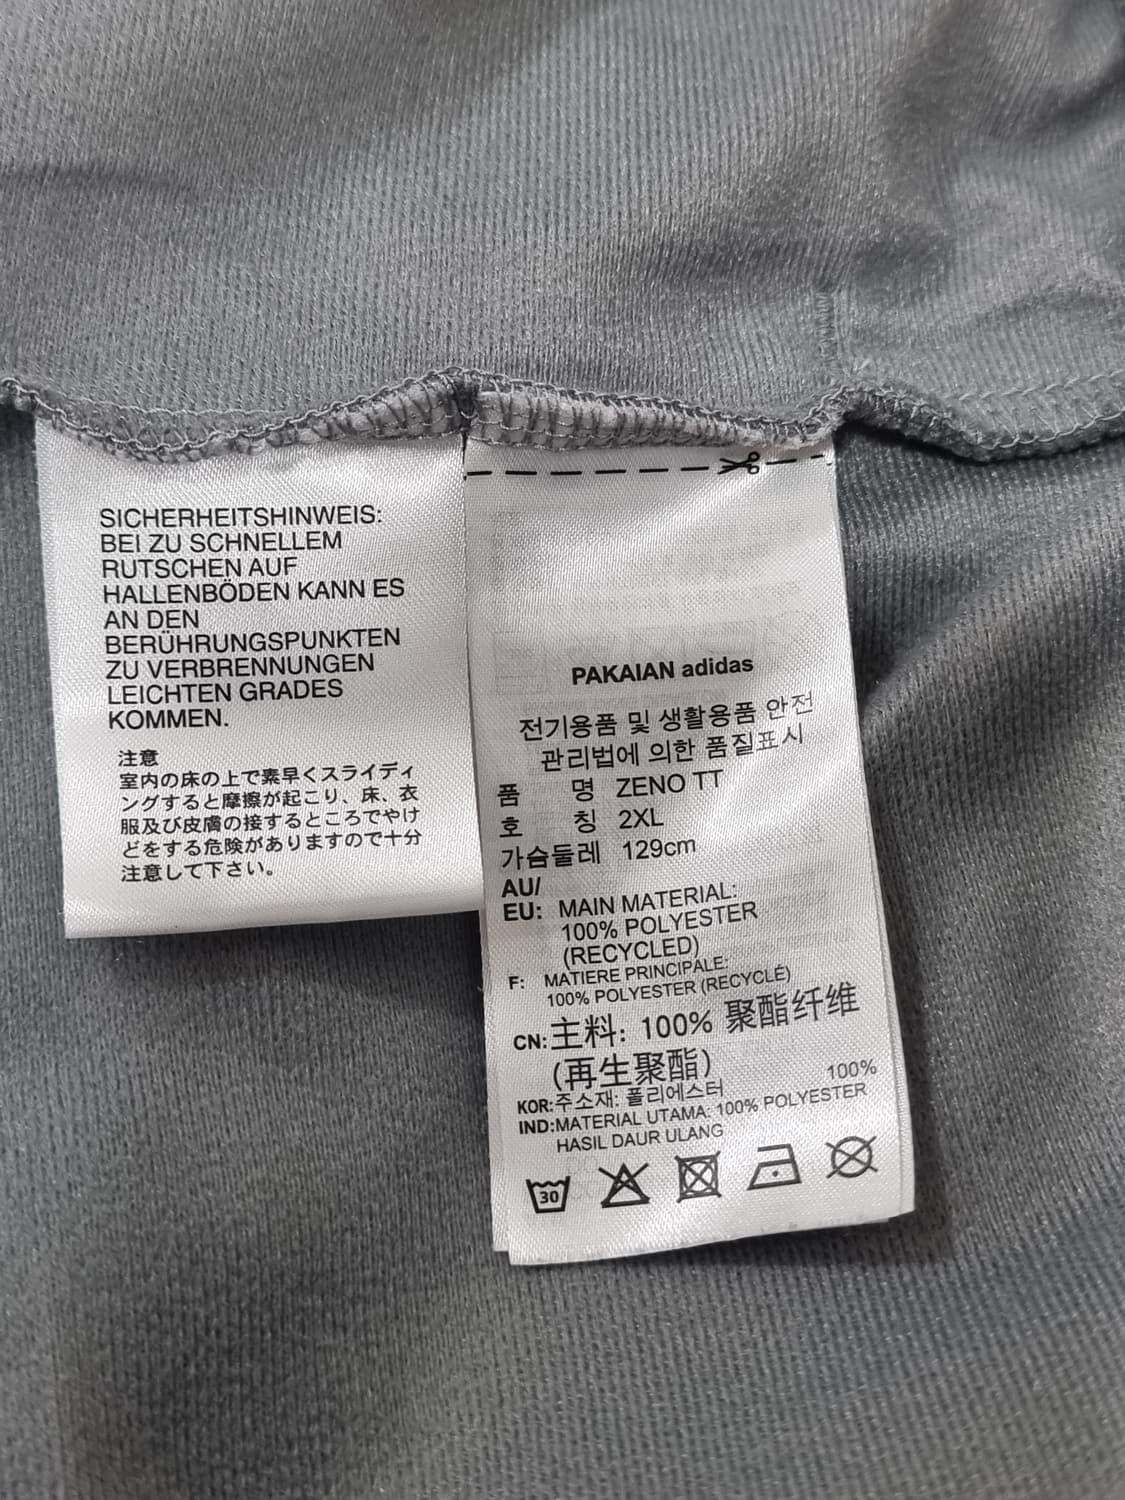 SICHERHEITSHINWEIS:
BEI ZU SCHNELLEM
RUTSCHEN AUF
HALLENBÖDEN KANN ES
AN DEN
BERÜHRUNGSPUNKTEN
ZU VERBRENNUNGEN
LEICHTEN GRADES
KOMMEN.
注意
室内の床の上で素早くスライディ
ングすると摩擦が起こり、床、衣
服及び皮膚の接するところでやけ
どをする危険がありますので十分
注意して下さい。
PAKAIAN adidas
전기용품 및 생활용품 안전
관리법에 의한 품질표시
품 명 ZENO TT
호 칭 2XL
가슴둘레 129cm
AU/
EU: MAIN MATERIAL:
100% POLYESTER
(RECYCLED)
F: MATIERE PRINCIPALE:
100% POLYESTER (RECYCLÉ)
CN: 主料: 100% 聚酯纤维
(再生聚酯)
KOR: 주소재: 폴리에스터 100%
IND: MATERIAL UTAMA: 100% POLYESTER
HASIL DAUR ULANG
30